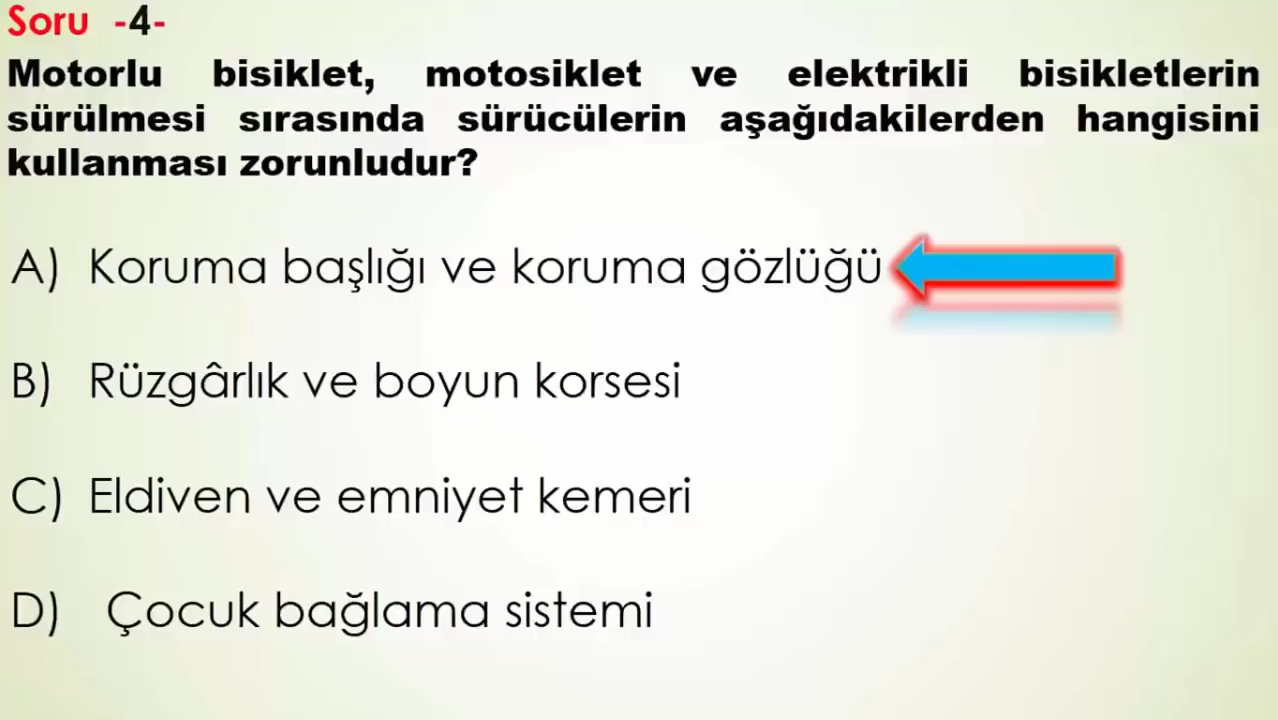 Soru -4-
Motorlu bisiklet, motosiklet ve elektrikli bisikletlerin
sürülmesi sırasında sürücülerin aşağıdakilerden hangisini
kullanması zorunludur?
A) Koruma başlığı ve koruma gözlüğü
B) Rüzgârlık ve boyun korsesi
C) Eldiven ve emniyet kemeri
D) Çocuk bağlama sistemi